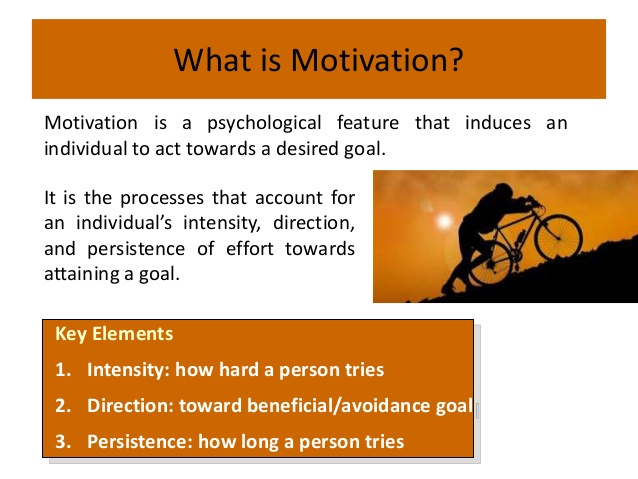 What is Motivation?
Motivation is a psychological feature that induces an
individual to act towards a desired goal.
It is the processes that account for
an individual’s intensity, direction,
and persistence of effort towards
attaining a goal.
Key Elements
1. Intensity: how hard a person tries
2. Direction: toward beneficial/avoidance goal
3. Persistence: how long a person tries